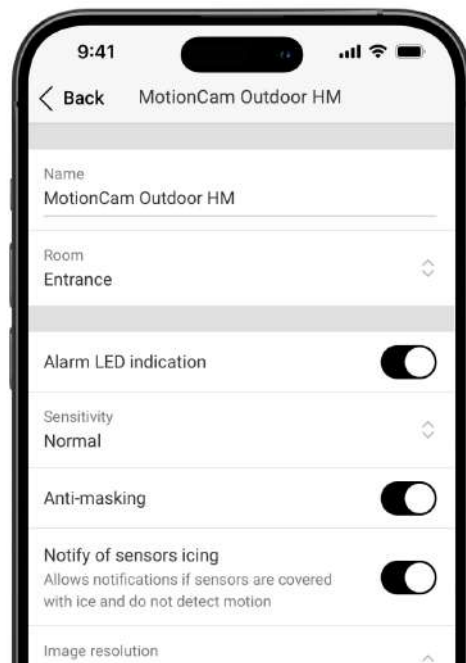 9:41
Back MotionCam Outdoor HM
Name
MotionCam Outdoor HM
Room
Entrance
Alarm LED indication
Sensitivity
Normal
Anti-masking
Notify of sensors icing
Allows notifications if sensors are covered
with ice and do not detect motion
Image resolution